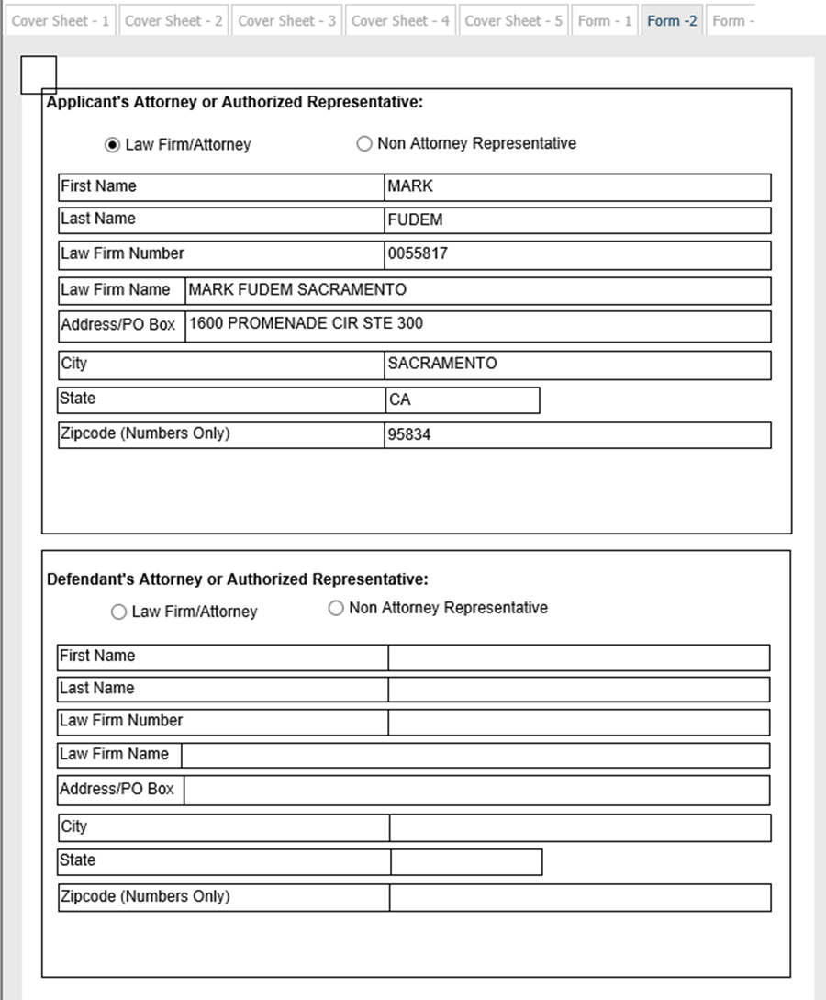 Cover Sheet - 1 Cover Sheet - 2 Cover Sheet - 3 Cover Sheet - 4 Cover Sheet - 5 Form - 1 Form -2 Form -
Applicant's Attorney or Authorized Representative:
Law Firm/Attorney Non Attorney Representative
First Name MARK
Last Name FUDEM
Law Firm Number 0055817
Law Firm Name MARK FUDEM SACRAMENTO
Address/PO Box 1600 PROMENADE CIR STE 300
City SACRAMENTO
State CA
Zipcode (Numbers Only) 95834
Defendant's Attorney or Authorized Representative:
Law Firm/Attorney Non Attorney Representative
First Name
Last Name
Law Firm Number
Law Firm Name
Address/PO Box
City
State
Zipcode (Numbers Only)